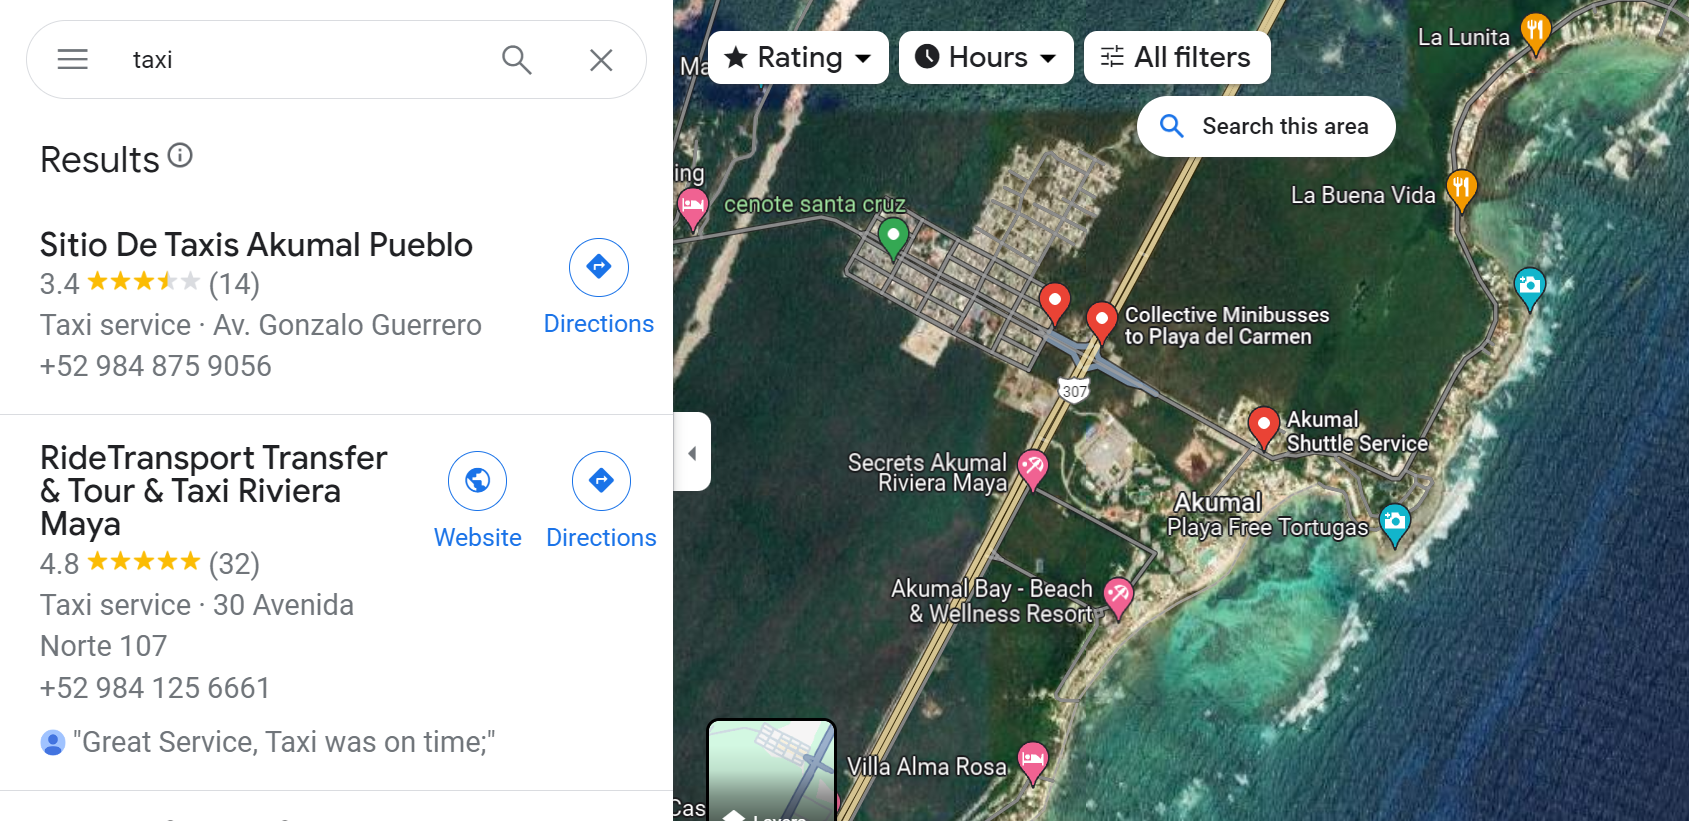 taxi
Results
Sitio De Taxis Akumal Pueblo
3.4 (14)
Taxi service · Av. Gonzalo Guerrero
+52 984 875 9056
Directions
RideTransport Transfer
& Tour & Taxi Riviera
Maya
4.8 (32)
Taxi service · 30 Avenida
Norte 107
+52 984 125 6661
Website
Directions
"Great Service, Taxi was on time;"
Rating
Hours
All filters
Search this area
La Lunita
La Buena Vida
cenote santa cruz
Collective Minibusses
to Playa del Carmen
307
Akumal
Shuttle Service
Secrets Akumal
Riviera Maya
Akumal
Playa Free Tortugas
Akumal Bay - Beach
& Wellness Resort
Villa Alma Rosa
Layers